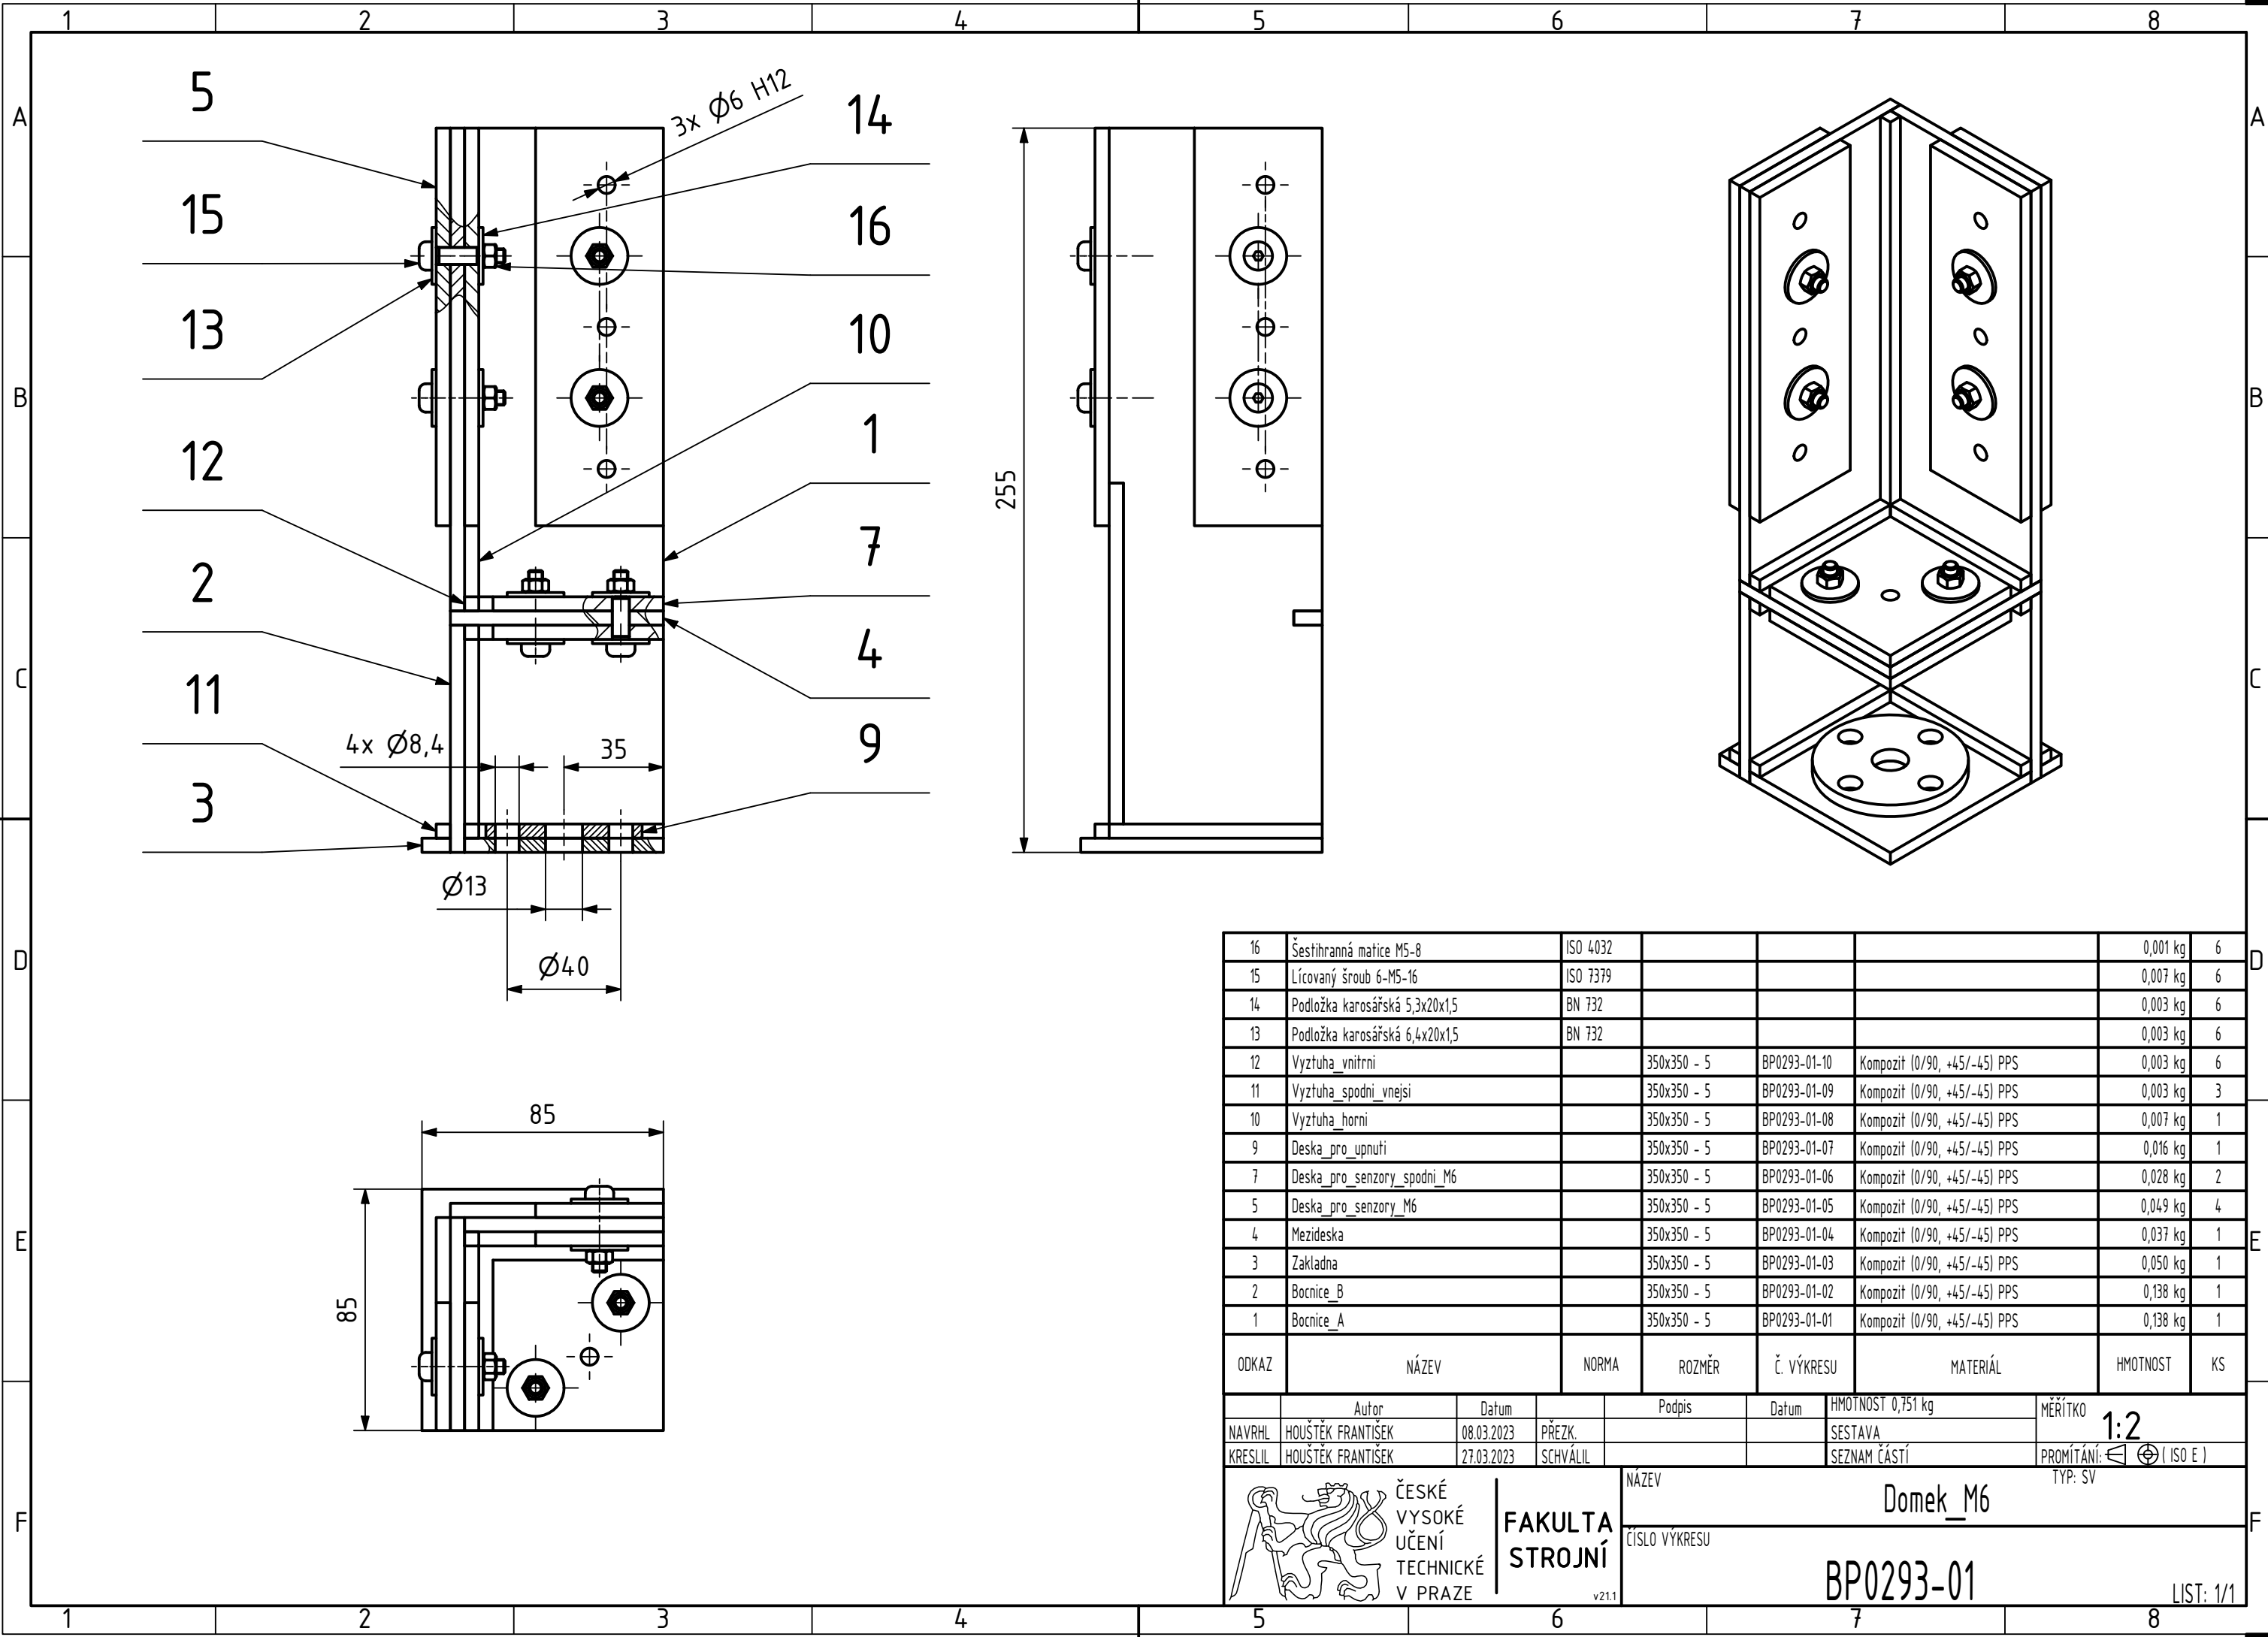 1 2 3 4 5 6 7 8
A A
B B
C C
D D
E E
F F
5
15
13
12
2
11
3
14
16
10
1
7
4
9
3x Ø6 H12
4x Ø8,4
35
Ø13
Ø40
255
85
85
16 Šestihranná matice M5-8 ISO 4032 0,001 kg 6
15 Lícovaný šroub 6-M5-16 ISO 7379 0,007 kg 6
14 Podložka karosářská 5,3x20x1,5 BN 732 0,003 kg 6
13 Podložka karosářská 6,4x20x1,5 BN 732 0,003 kg 6
12 Vyztuha_vnitrni 350x350 - 5 BP0293-01-10 Kompozit (0/90, +45/-45) PPS 0,003 kg 6
11 Vyztuha_spodni_vnejsi 350x350 - 5 BP0293-01-09 Kompozit (0/90, +45/-45) PPS 0,003 kg 3
10 Vyztuha_horni 350x350 - 5 BP0293-01-08 Kompozit (0/90, +45/-45) PPS 0,007 kg 1
9 Deska_pro_upnuti 350x350 - 5 BP0293-01-07 Kompozit (0/90, +45/-45) PPS 0,016 kg 1
7 Deska_pro_senzory_spodni_M6 350x350 - 5 BP0293-01-06 Kompozit (0/90, +45/-45) PPS 0,028 kg 2
5 Deska_pro_senzory_M6 350x350 - 5 BP0293-01-05 Kompozit (0/90, +45/-45) PPS 0,049 kg 4
4 Mezideska 350x350 - 5 BP0293-01-04 Kompozit (0/90, +45/-45) PPS 0,037 kg 1
3 Zakladna 350x350 - 5 BP0293-01-03 Kompozit (0/90, +45/-45) PPS 0,050 kg 1
2 Bocnice_B 350x350 - 5 BP0293-01-02 Kompozit (0/90, +45/-45) PPS 0,138 kg 1
1 Bocnice_A 350x350 - 5 BP0293-01-01 Kompozit (0/90, +45/-45) PPS 0,138 kg 1
ODKAZ NÁZEV NORMA ROZMĚR Č. VÝKRESU MATERIÁL HMOTNOST KS
Autor Datum Podpis Datum HMOTNOST 0,751 kg MĚŘÍTKO 1:2
NAVRHL HOUŠTĚK FRANTIŠEK 08.03.2023 PŘEZK. SESTAVA
KRESLIL HOUŠTĚK FRANTIŠEK 27.03.2023 SCHVÁLIL SEZNAM ČÁSTÍ PROMÍTÁNÍ: ( ISO E )
ČESKÉ
VYSOKÉ
UČENÍ
TECHNICKÉ
V PRAZE
FAKULTA
STROJNÍ
v21.1
NÁZEV TYP: SV
Domek_M6
ČÍSLO VÝKRESU
BP0293-01
LIST: 1/1
1 2 3 4 5 6 7 8